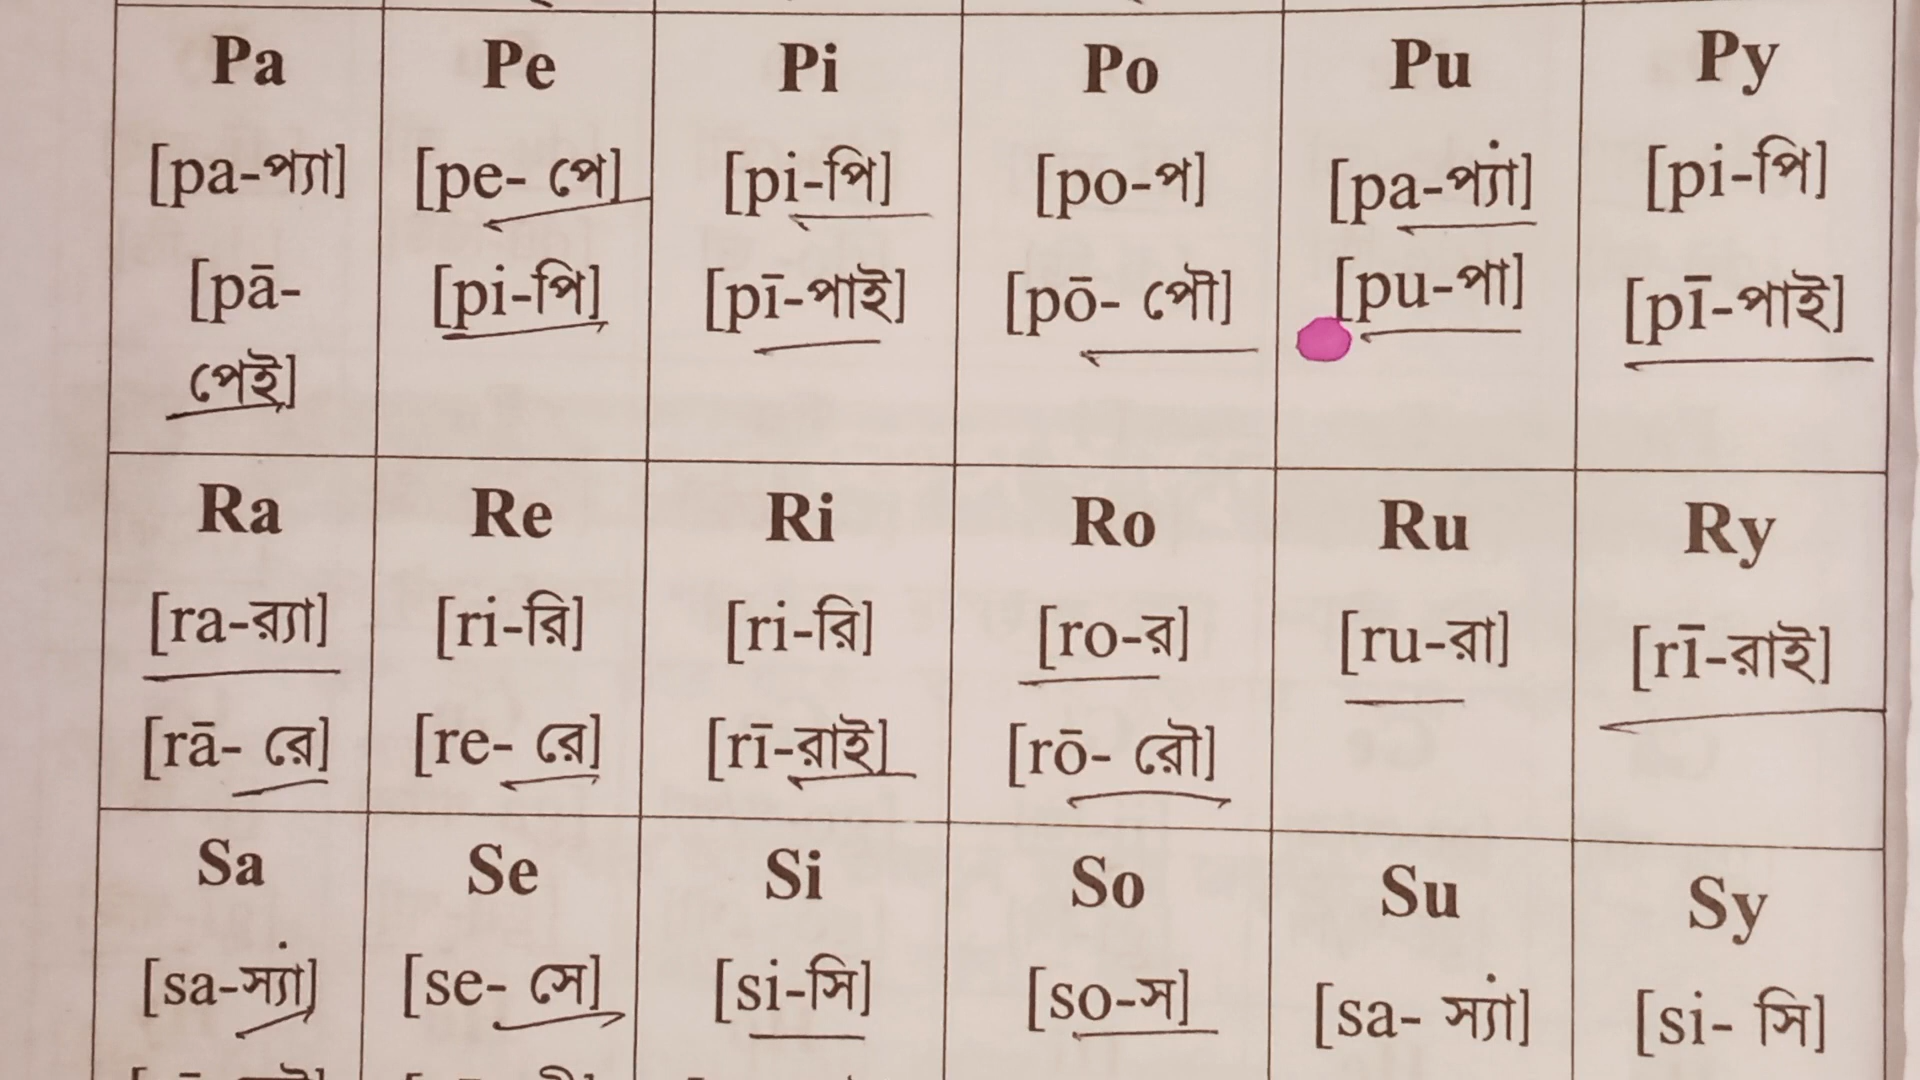 Pa Pe Pi Po Pu Py
[pa-প্যা] [pe- পে] [pi-পি] [po-প] [pa-প্যা] [pi-পি]
[pā- [pi-পি] [pī-পাই] [pō- পৌ] [pu-পা] [pī-পাই]
পেই]
Ra Re Ri Ro Ru Ry
[ra-র‍্যা] [ri-রি] [ri-রি] [ro-র] [ru-রা] [rī-রাই]
[rā- রে] [re- রে] [rī-রাই] [rō- রৌ]
Sa Se Si So Su Sy
[sa-স্যা] [se- সে] [si-সি] [so-স] [sa- স্যা] [si- সি]